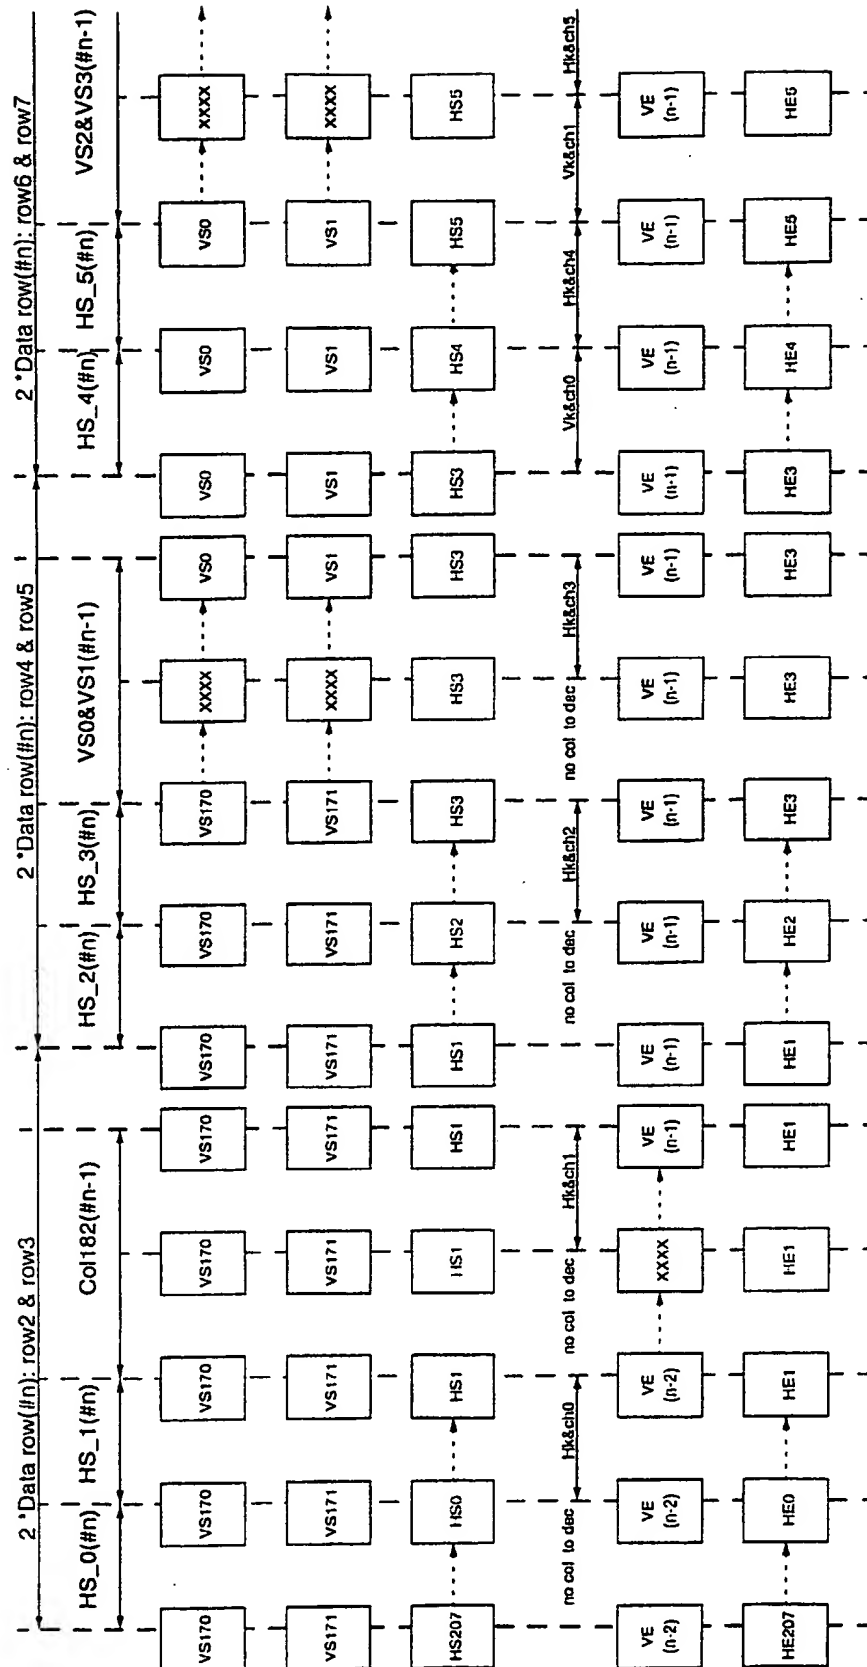 2 *Data row(#n): row2 & row3 2 *Data row(#n): row4 & row5 2 *Data row(#n): row6 & row7
HS_0(#n) HS_1(#n) Col182(#n-1) HS_2(#n) HS_3(#n) VS0&VS1(#n-1) HS_4(#n) HS_5(#n) VS2&VS3(#n-1)
VS170 VS170 VS170 VS170 VS170 VS170 VS170 VS170 XXXX VS0 VS0 VS0 VS0 XXXX
VS171 VS171 VS171 VS171 VS171 VS171 VS171 VS171 XXXX VS1 VS1 VS1 VS1 XXXX
HS207 HS0 HS1 HS1 HS1 HS1 HS2 HS3 HS3 HS3 HS3 HS4 HS5 HS5
no col to dec Hk&ch0 no col to dec Hk&ch1 no col to dec Hk&ch2 no col to dec Hk&ch3 Vk&ch0 Hk&ch4 Vk&ch1 Hk&ch5
VE VE VE XXXX VE VE VE VE VE VE VE VE VE VE
(n-2) (n-2) (n-2) (n-1) (n-1) (n-1) (n-1) (n-1) (n-1) (n-1) (n-1) (n-1) (n-1)
HE207 HE0 HE1 HE1 HE1 HE1 HE2 HE3 HE3 HE3 HE3 HE4 HE5 HE5